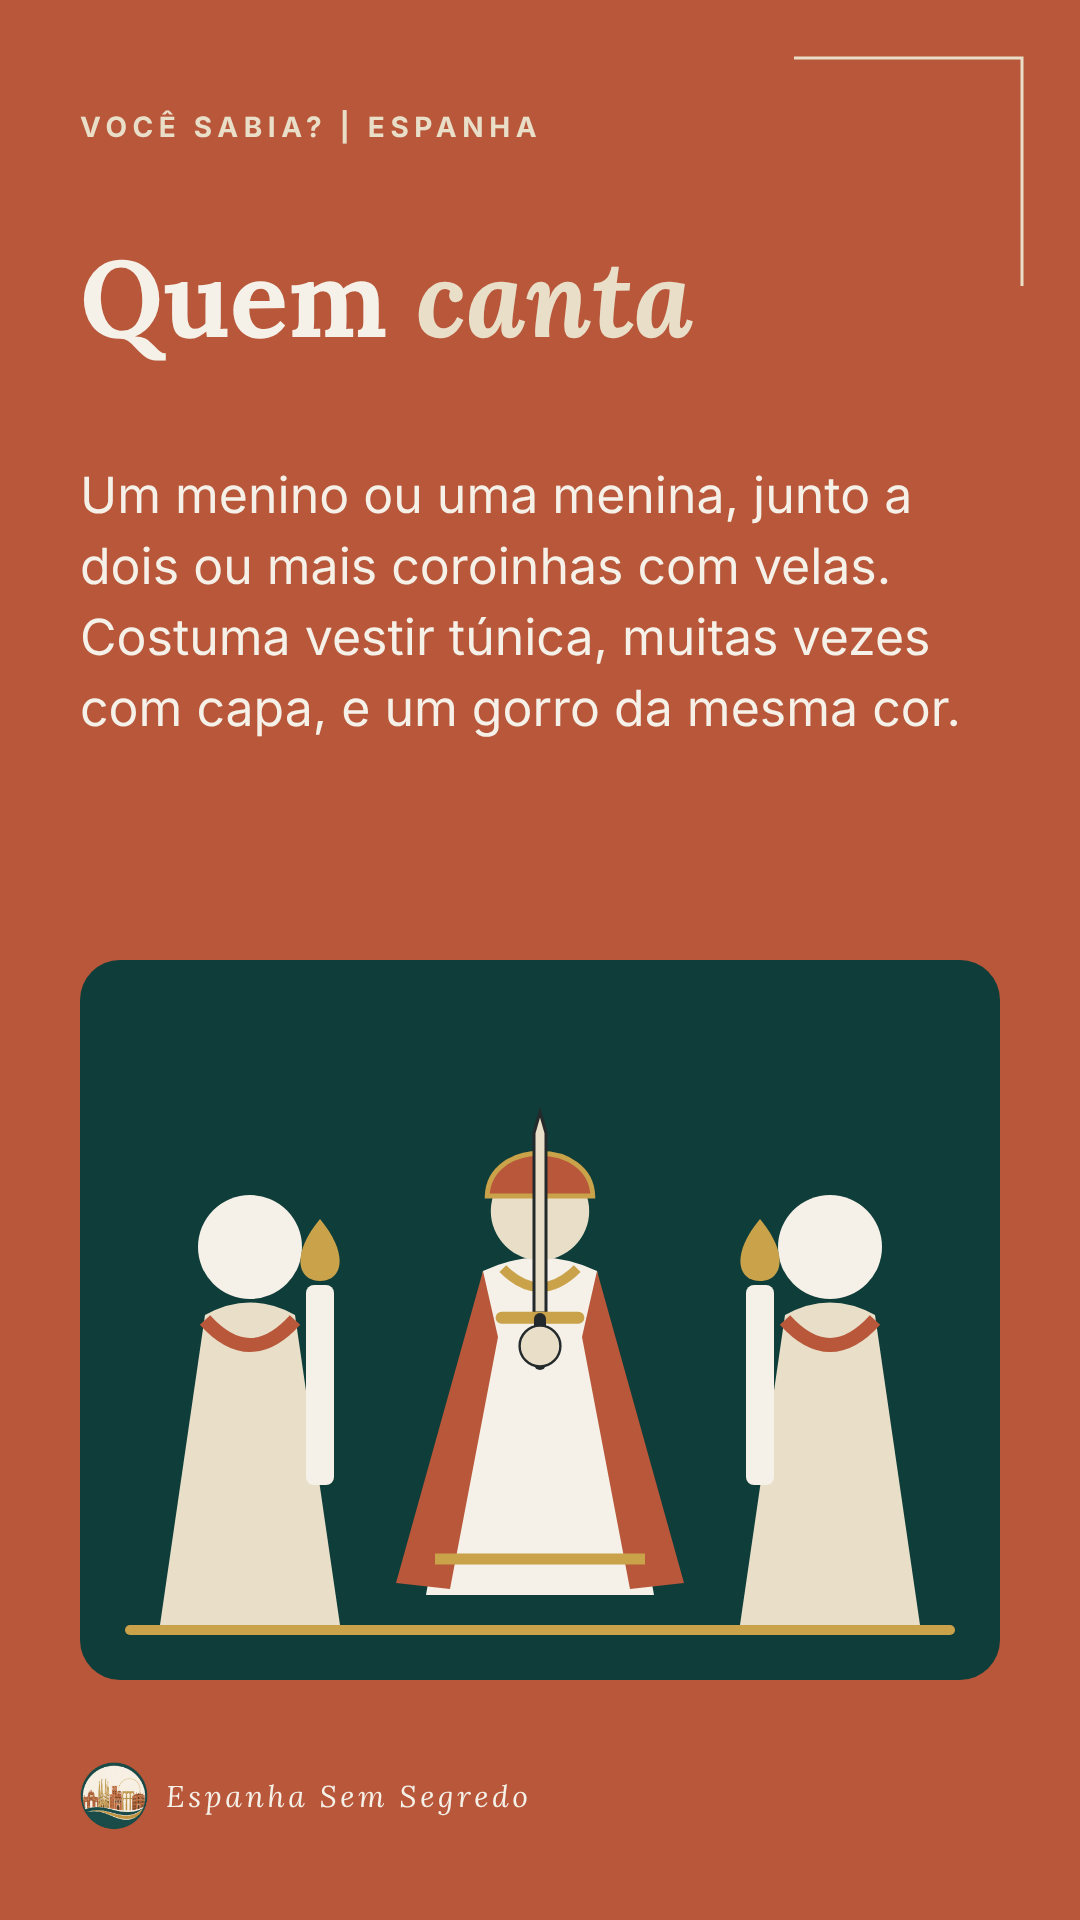 VOCÊ SABIA? | ESPANHA
Quem canta
Um menino ou uma menina, junto a
dois ou mais coroinhas com velas.
Costuma vestir túnica, muitas vezes
com capa, e um gorro da mesma cor.
Espanha Sem Segredo